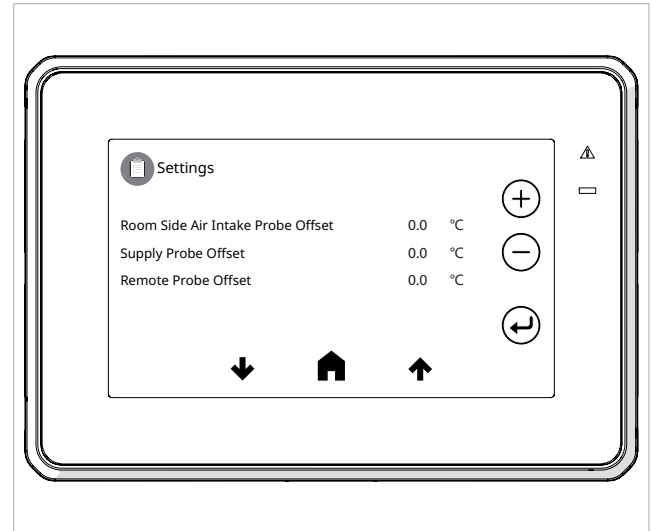 Settings
Room Side Air Intake Probe Offset 0.0 °C
Supply Probe Offset 0.0 °C
Remote Probe Offset 0.0 °C